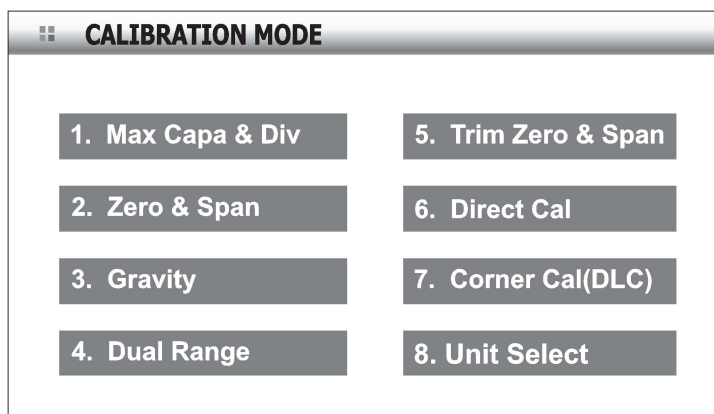 CALIBRATION MODE
1. Max Capa & Div
2. Zero & Span
3. Gravity
4. Dual Range
5. Trim Zero & Span
6. Direct Cal
7. Corner Cal(DLC)
8. Unit Select